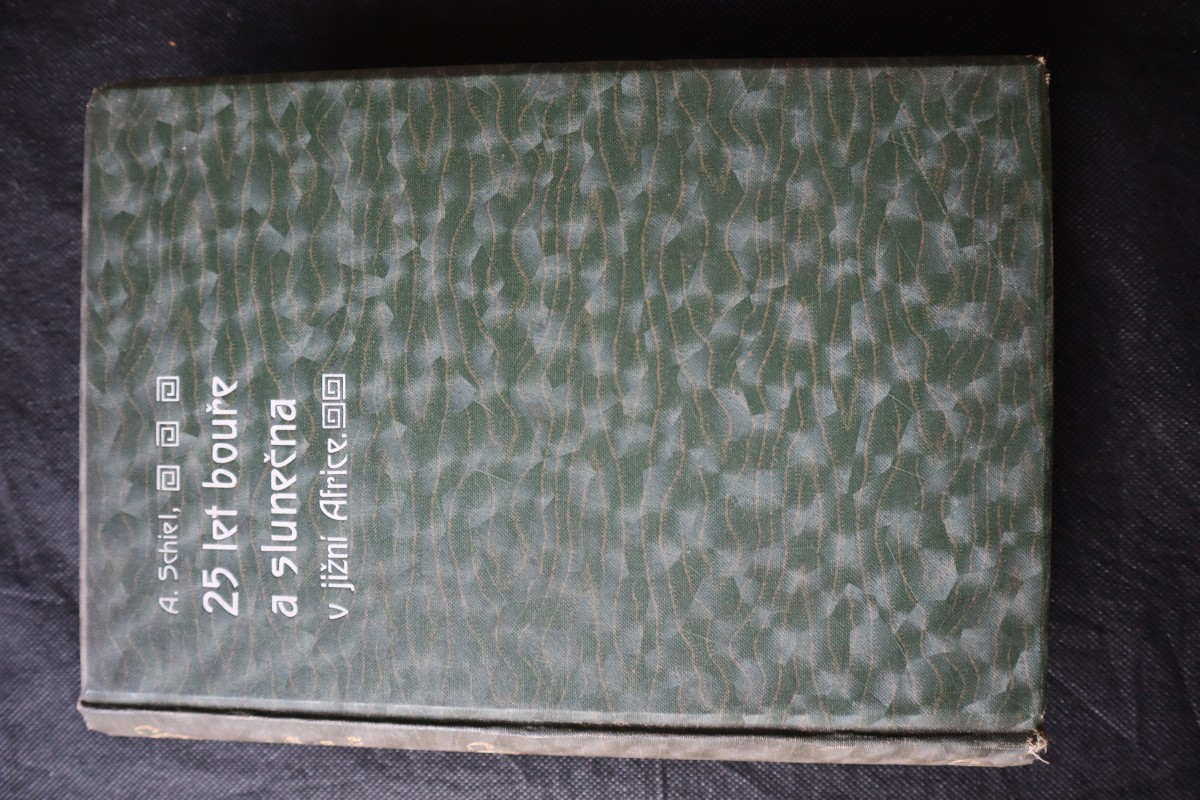 A. Schiel,
25 let bouře
a slunečna
v jižní Africe.